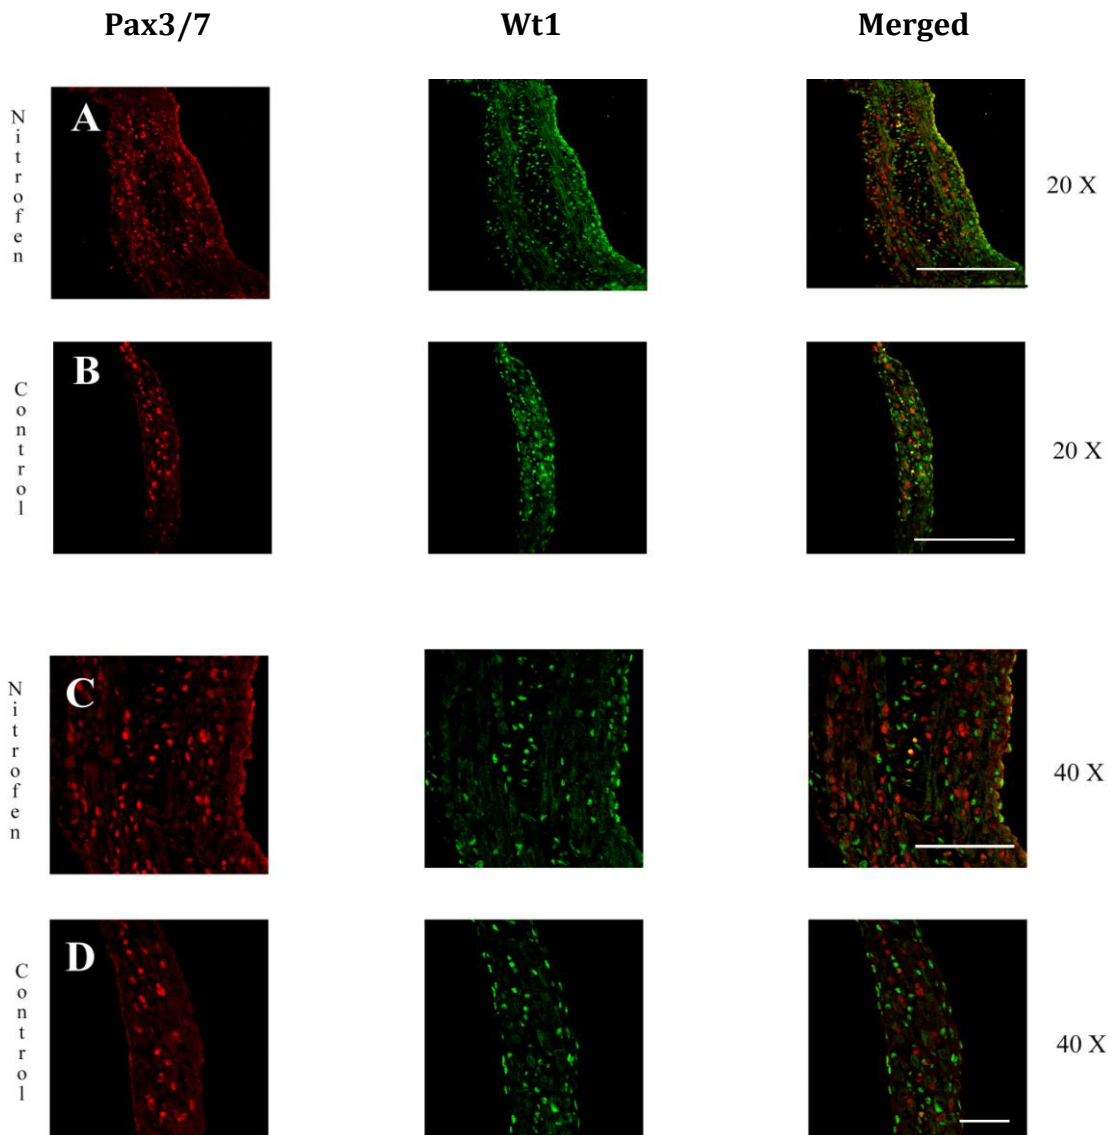 Pax3/7 Wt1 Merged
Nitrofen
A
20 X
Control
B
20 X
Nitrofen
C
40 X
Control
D
40 X